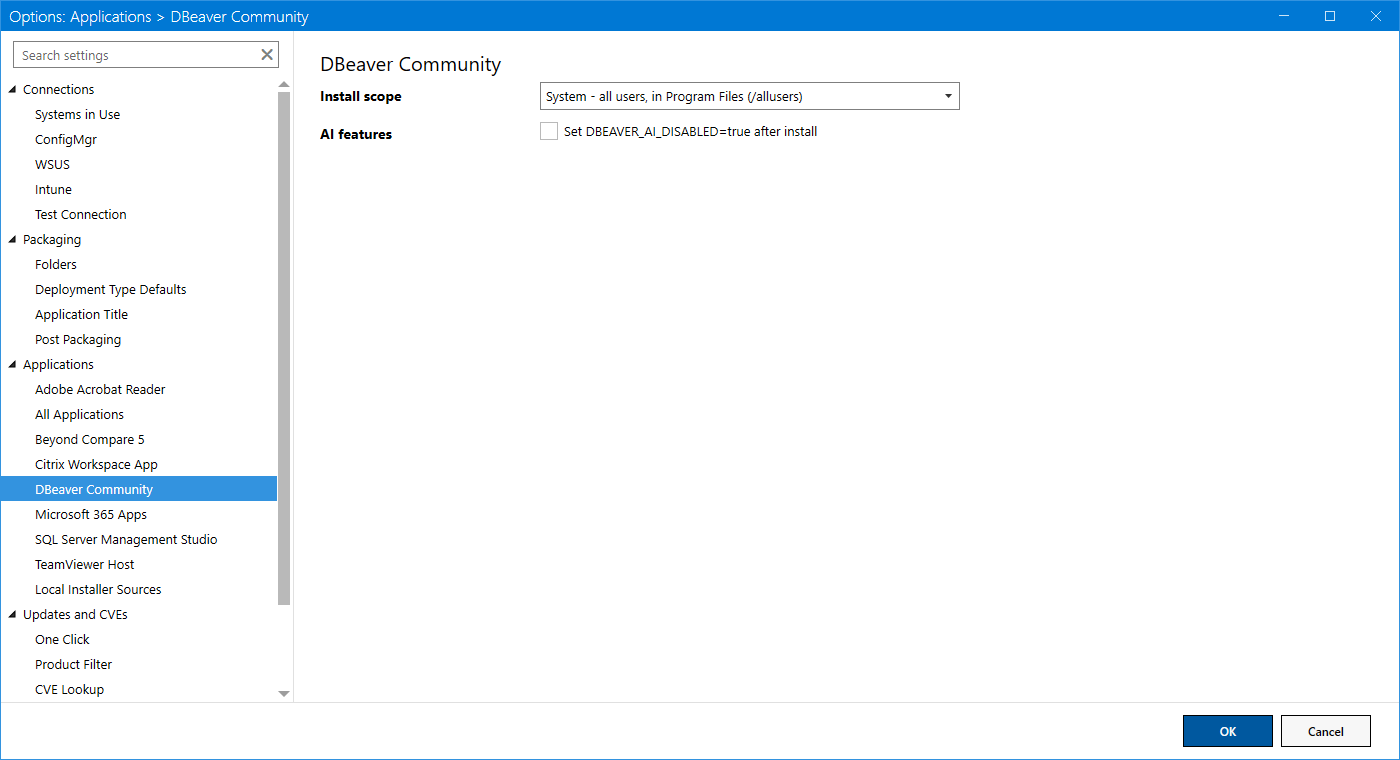 Options: Applications > DBeaver Community
Search settings
Connections
Systems in Use
ConfigMgr
WSUS
Intune
Test Connection
Packaging
Folders
Deployment Type Defaults
Application Title
Post Packaging
Applications
Adobe Acrobat Reader
All Applications
Beyond Compare 5
Citrix Workspace App
DBeaver Community
Microsoft 365 Apps
SQL Server Management Studio
TeamViewer Host
Local Installer Sources
Updates and CVEs
One Click
Product Filter
CVE Lookup
DBeaver Community
Install scope
System - all users, in Program Files (/allusers)
AI features
Set DBEAVER_AI_DISABLED=true after install
OK
Cancel